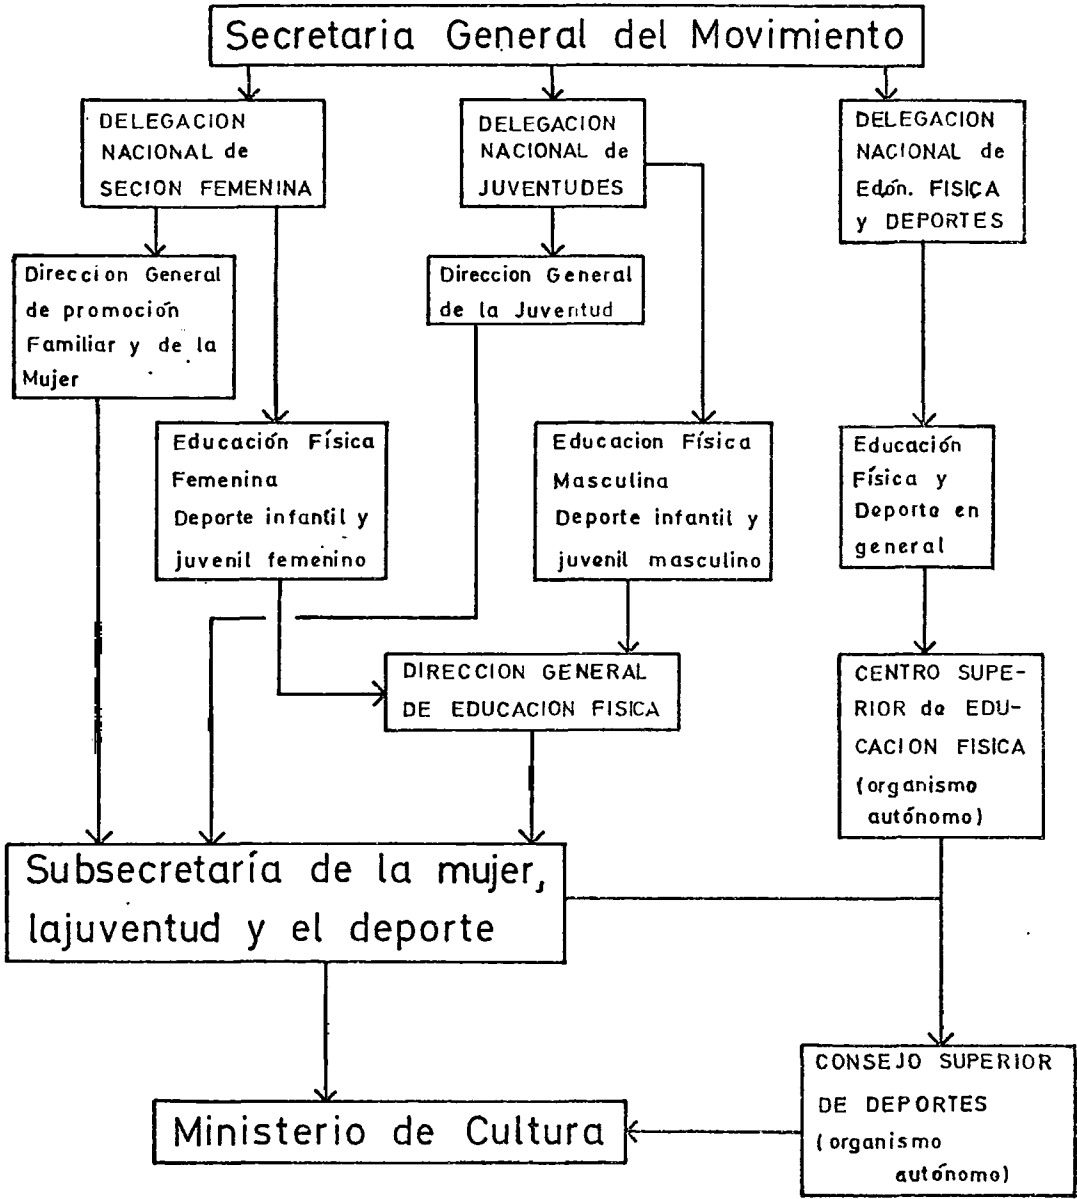 Secretaria General del Movimiento
DELEGACION
NACIONAL de
SECION FEMENINA
DELEGACION
NACIONAL de
JUVENTUDES
DELEGACION
NACIONAL de
Edón. FISICA
y DEPORTES
Direccion General
de promoción
Familiar y de la
Mujer
Direccion General
de la Juventud
Educación Física
Femenina
Deporte infantil y
juvenil femenino
Educacion Física
Masculina
Deporte infantil y
juvenil masculino
Educación
Física y
Deporte en
general
DIRECCION GENERAL
DE EDUCACION FISICA
CENTRO SUPE-
RIOR de EDU-
CACION FISICA
(organismo
autónomo)
Subsecretaría de la mujer,
lajuventud y el deporte
CONSEJO SUPERIOR
DE DEPORTES
(organismo
autónomo)
Ministerio de Cultura